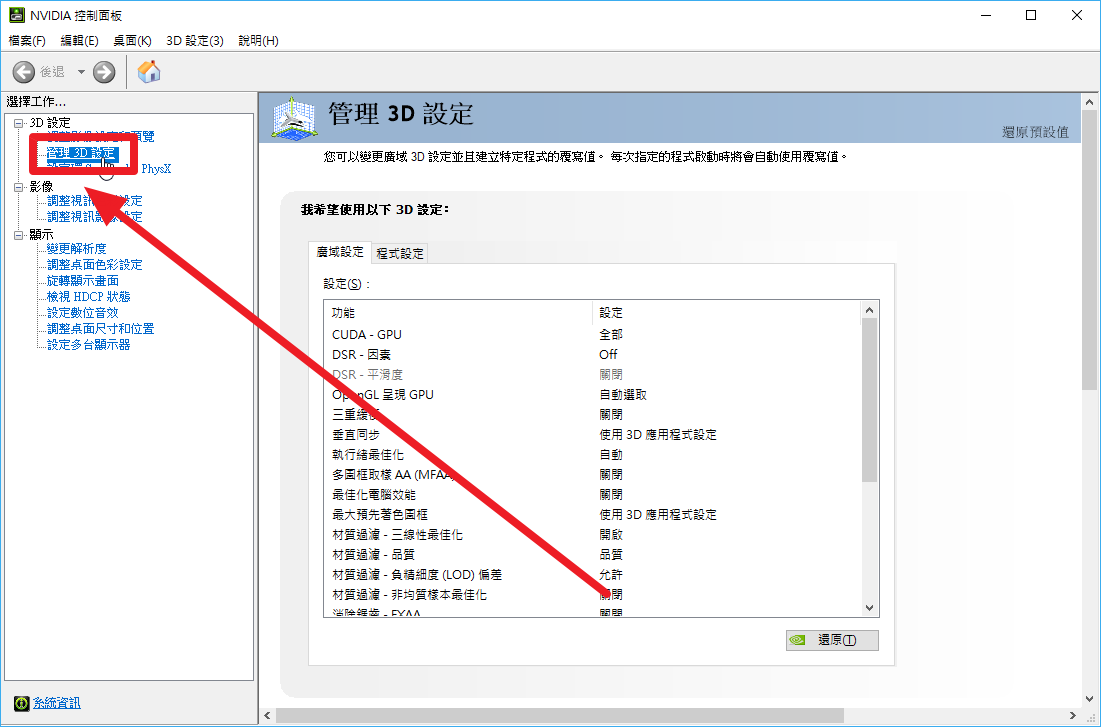 NVIDIA 控制面板
檔案(F) 編輯(E) 桌面(K) 3D 設定(3) 說明(H)
後退
選擇工作...
3D 設定
預覽
管理 3D 設定
PhysX
影像
調整視訊 設定
調整視訊 設定
顯示
變更解析度
調整桌面色彩設定
旋轉顯示畫面
檢視 HDCP 狀態
設定數位音效
調整桌面尺寸和位置
設定多台顯示器
系統資訊
管理 3D 設定
還原預設值
您可以變更廣域 3D 設定並且建立特定程式的覆寫值。 每次指定的程式啟動時將會自動使用覆寫值。
我希望使用以下 3D 設定:
廣域設定 程式設定
設定(S) :
功能 設定
CUDA - GPU 全部
DSR - 因素 Off
DSR - 平滑度 關閉
OpenGL 呈現 GPU 自動選取
三重緩衝 關閉
垂直同步 使用 3D 應用程式設定
執行緒最佳化 自動
多圖框取樣 AA (MFAA) 關閉
最佳化電腦效能 關閉
最大預先著色圖框 使用 3D 應用程式設定
材質過濾 - 三線性最佳化 開啟
材質過濾 - 品質 品質
材質過濾 - 負精細度 (LOD) 偏差 允許
材質過濾 - 非均質樣本最佳化 關閉
消除鋸齒 - FXAA 關閉
還原(T)